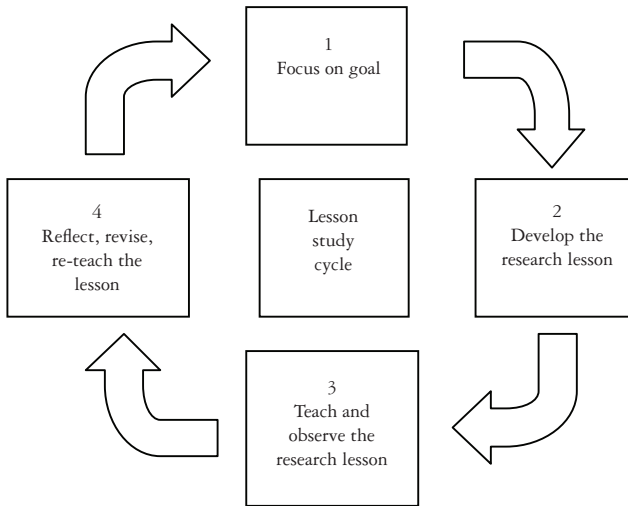 1
Focus on goal
4
Reflect, revise,
re-teach the
lesson
Lesson
study
cycle
2
Develop the
research lesson
3
Teach and
observe the
research lesson